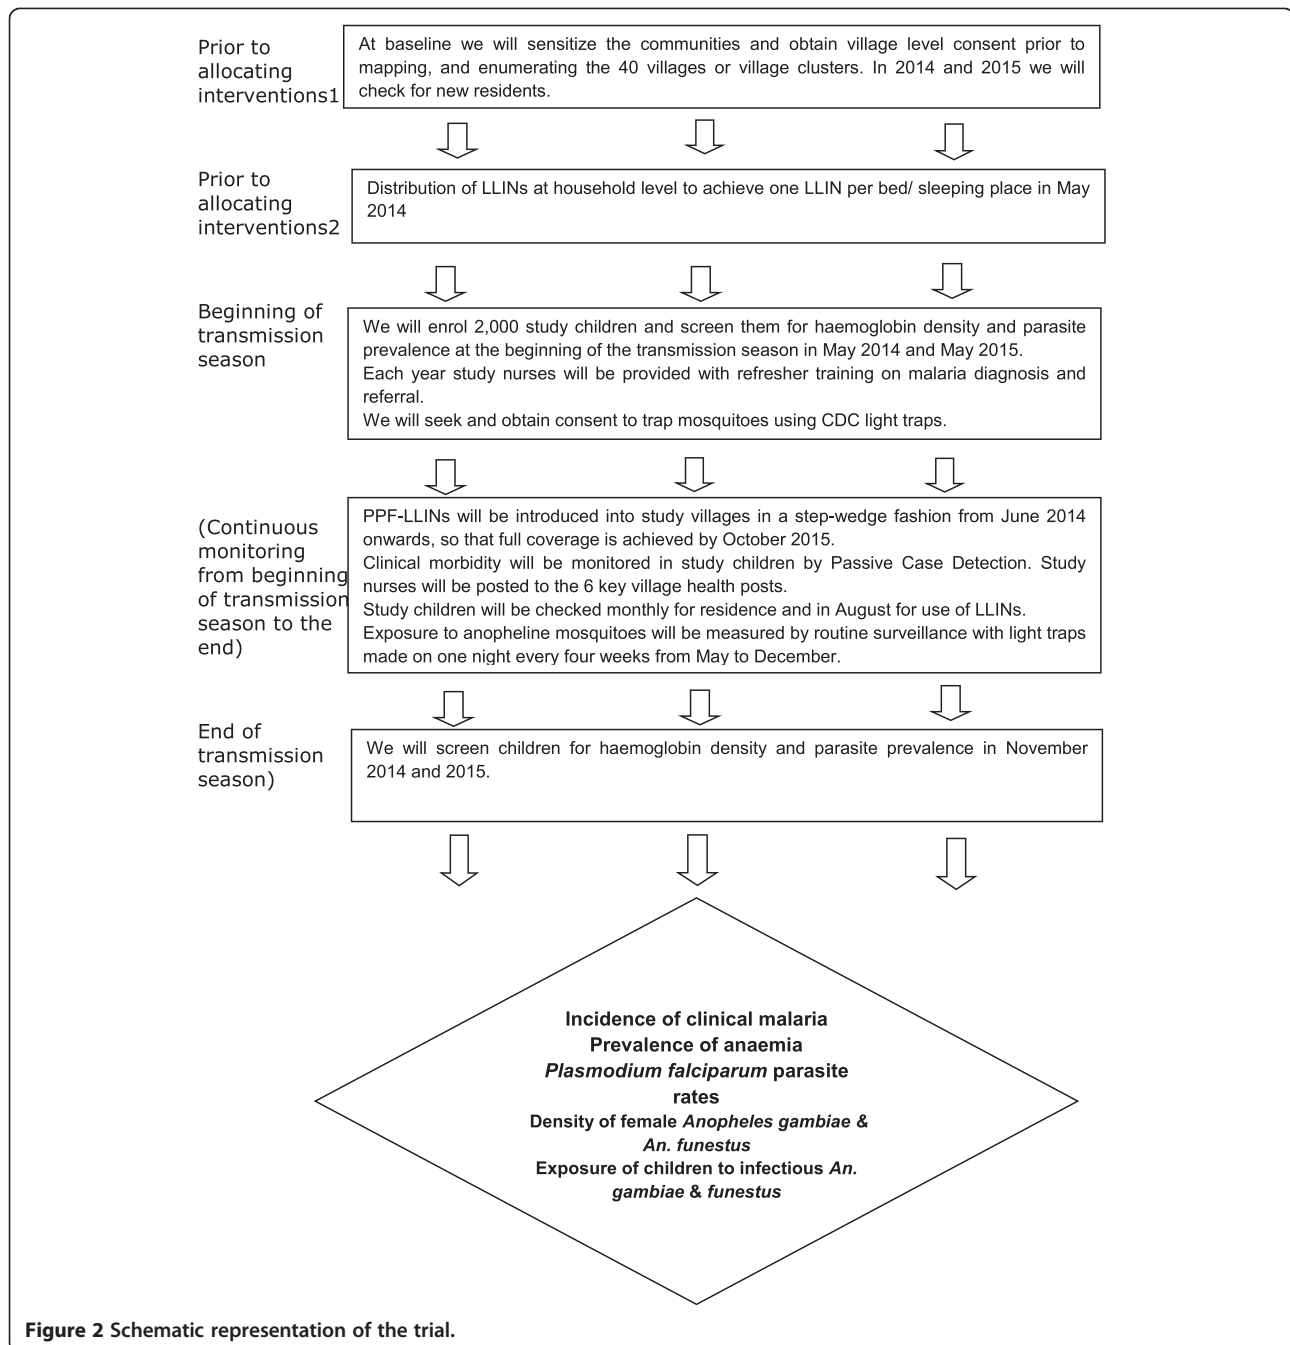 Prior to
allocating
interventions1
At baseline we will sensitize the communities and obtain village level consent prior to
mapping, and enumerating the 40 villages or village clusters. In 2014 and 2015 we will
check for new residents.
Prior to
allocating
interventions2
Distribution of LLINs at household level to achieve one LLIN per bed/ sleeping place in May
2014
Beginning of
transmission
season
We will enrol 2,000 study children and screen them for haemoglobin density and parasite
prevalence at the beginning of the transmission season in May 2014 and May 2015.
Each year study nurses will be provided with refresher training on malaria diagnosis and
referral.
We will seek and obtain consent to trap mosquitoes using CDC light traps.
(Continuous
monitoring
from beginning
of transmission
season to the
end)
PPF-LLINs will be introduced into study villages in a step-wedge fashion from June 2014
onwards, so that full coverage is achieved by October 2015.
Clinical morbidity will be monitored in study children by Passive Case Detection. Study
nurses will be posted to the 6 key village health posts.
Study children will be checked monthly for residence and in August for use of LLINs.
Exposure to anopheline mosquitoes will be measured by routine surveillance with light traps
made on one night every four weeks from May to December.
End of
transmission
season)
We will screen children for haemoglobin density and parasite prevalence in November
2014 and 2015.
Incidence of clinical malaria
Prevalence of anaemia
Plasmodium falciparum parasite
rates
Density of female Anopheles gambiae &
An. funestus
Exposure of children to infectious An.
gambiae & funestus
Figure 2 Schematic representation of the trial.